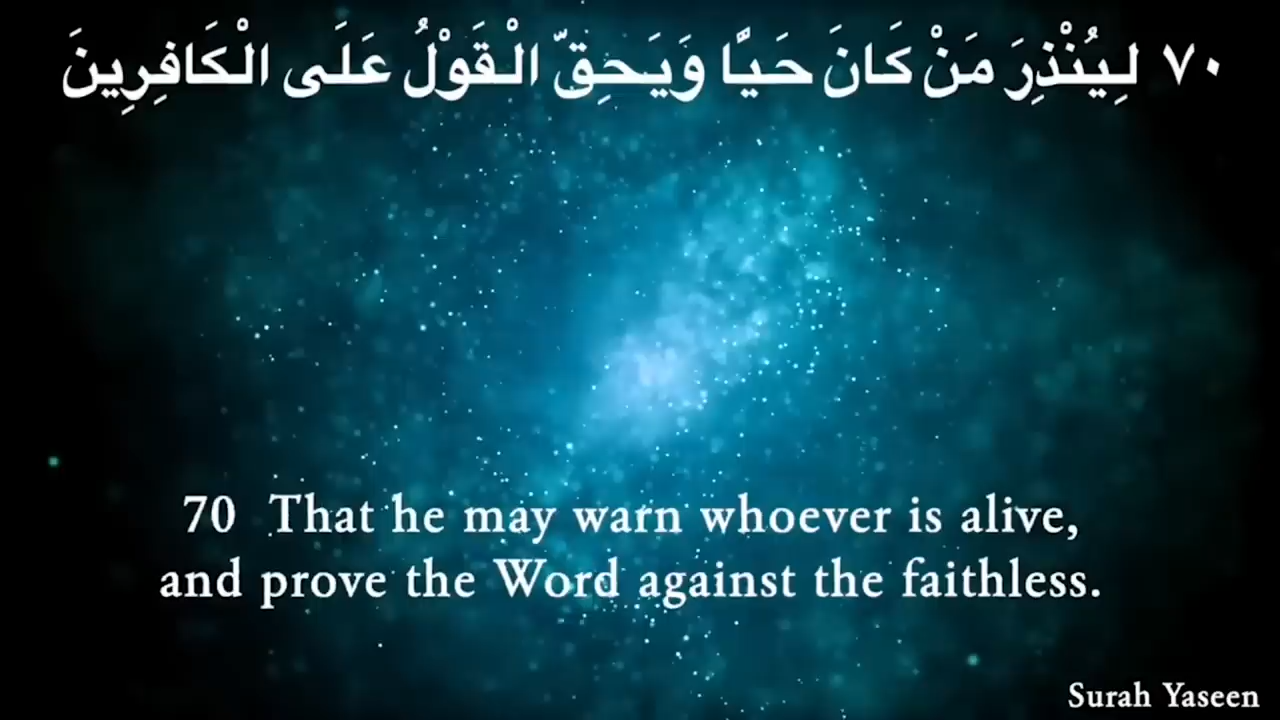 ٧٠ لِيُنْذِرَ مَنْ كَانَ حَيًّا وَيَحِقَّ الْقَوْلُ عَلَى الْكَافِرِينَ
70 That he may warn whoever is alive,
and prove the Word against the faithless.
Surah Yaseen